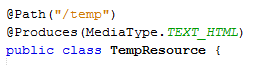 @Path("/temp")
@Produces(MediaType.TEXT_HTML)
public class TempResource {